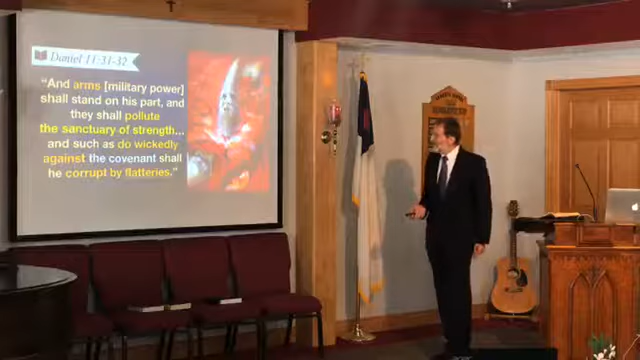 Daniel 11:31-32
"And arms [military power]
shall stand on his part, and
they shall pollute
the sanctuary of strength...
and such as do wickedly
against the covenant shall
he corrupt by flatteries."